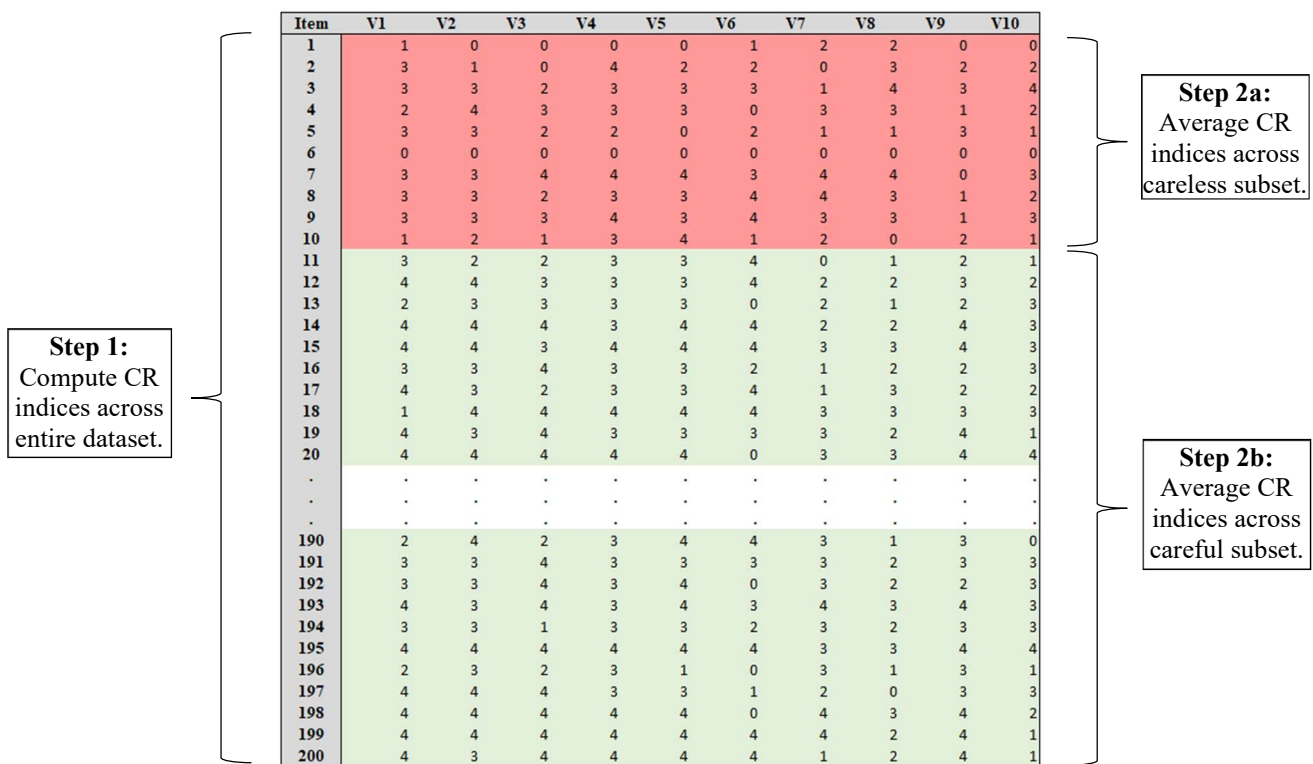 Item V1 V2 V3 V4 V5 V6 V7 V8 V9 V10
1 1 0 0 0 0 1 2 2 0 0
2 3 1 0 4 2 2 0 3 2 2
3 3 3 2 3 3 3 1 4 3 4
4 2 4 3 3 3 0 3 3 1 2
5 3 3 2 2 0 2 1 1 3 1
6 0 0 0 0 0 0 0 0 0 0
7 3 3 4 4 4 3 4 4 0 3
8 3 3 2 3 3 4 4 3 1 2
9 3 3 3 4 3 4 3 3 1 3
10 1 2 1 3 4 1 2 0 2 1
11 3 2 2 3 3 4 0 1 2 1
12 4 4 3 3 3 4 2 2 3 2
13 2 3 3 3 3 0 2 1 2 3
14 4 4 4 3 4 4 2 2 4 3
15 4 4 3 4 4 4 3 3 4 3
16 3 3 4 3 3 2 1 2 2 3
17 4 3 2 3 3 4 1 3 2 2
18 1 4 4 4 4 4 3 3 3 3
19 4 3 4 3 3 3 3 2 4 1
20 4 4 4 4 4 0 3 3 4 4
. . . . . . . . . . .
. . . . . . . . . . .
. . . . . . . . . . .
190 2 4 2 3 4 4 3 1 3 0
191 3 3 4 3 3 3 3 2 3 3
192 3 3 4 3 4 0 3 2 2 3
193 4 3 4 3 4 3 4 3 4 3
194 3 3 1 3 3 2 3 2 3 3
195 4 4 4 4 4 4 3 3 4 4
196 2 3 2 3 1 0 3 1 3 1
197 4 4 4 3 3 1 2 0 3 3
198 4 4 4 4 4 0 4 3 4 2
199 4 4 4 4 4 4 4 2 4 1
200 4 3 4 4 4 4 1 2 4 1
Step 1:
Compute CR
indices across
entire dataset.
Step 2a:
Average CR
indices across
careless subset.
Step 2b:
Average CR
indices across
careful subset.